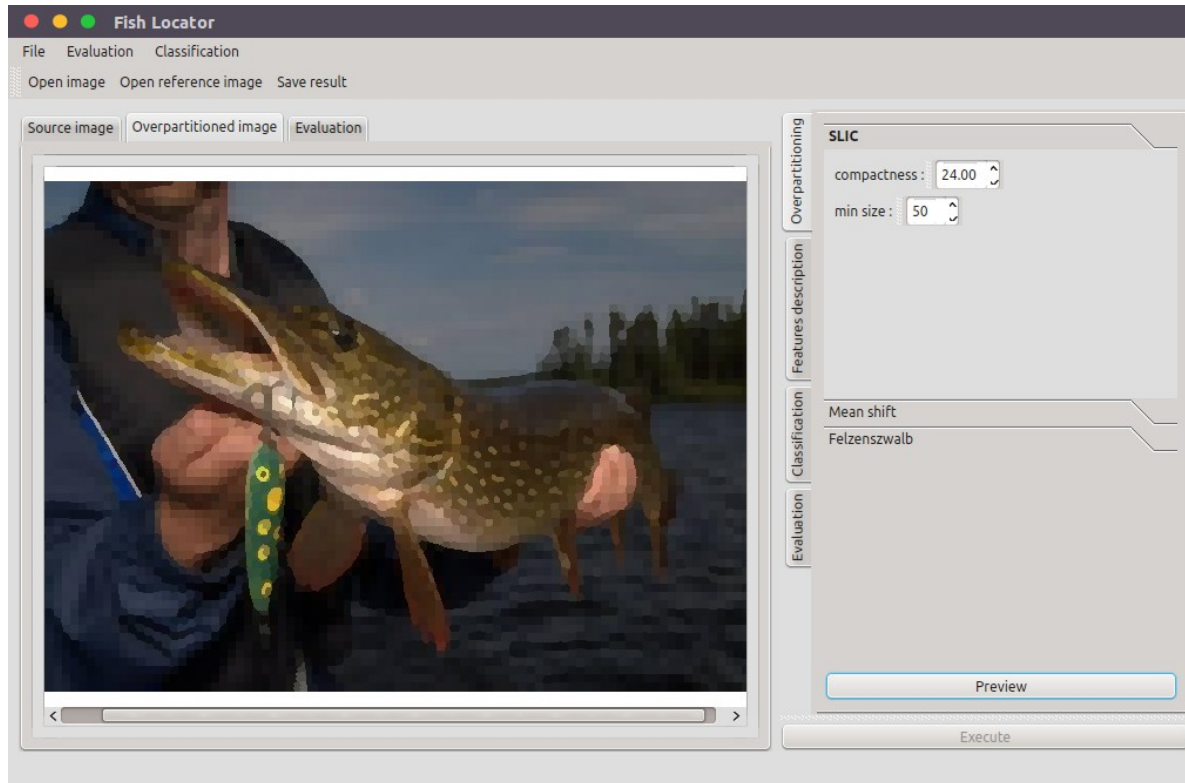 Fish Locator
File Evaluation Classification
Open image Open reference image Save result
Source image Overpartitioned image Evaluation
Overpartitioning
Features description
Classification
Evaluation
SLIC
compactness : 24.00
min size : 50
Mean shift
Felzenszwalb
Preview
Execute